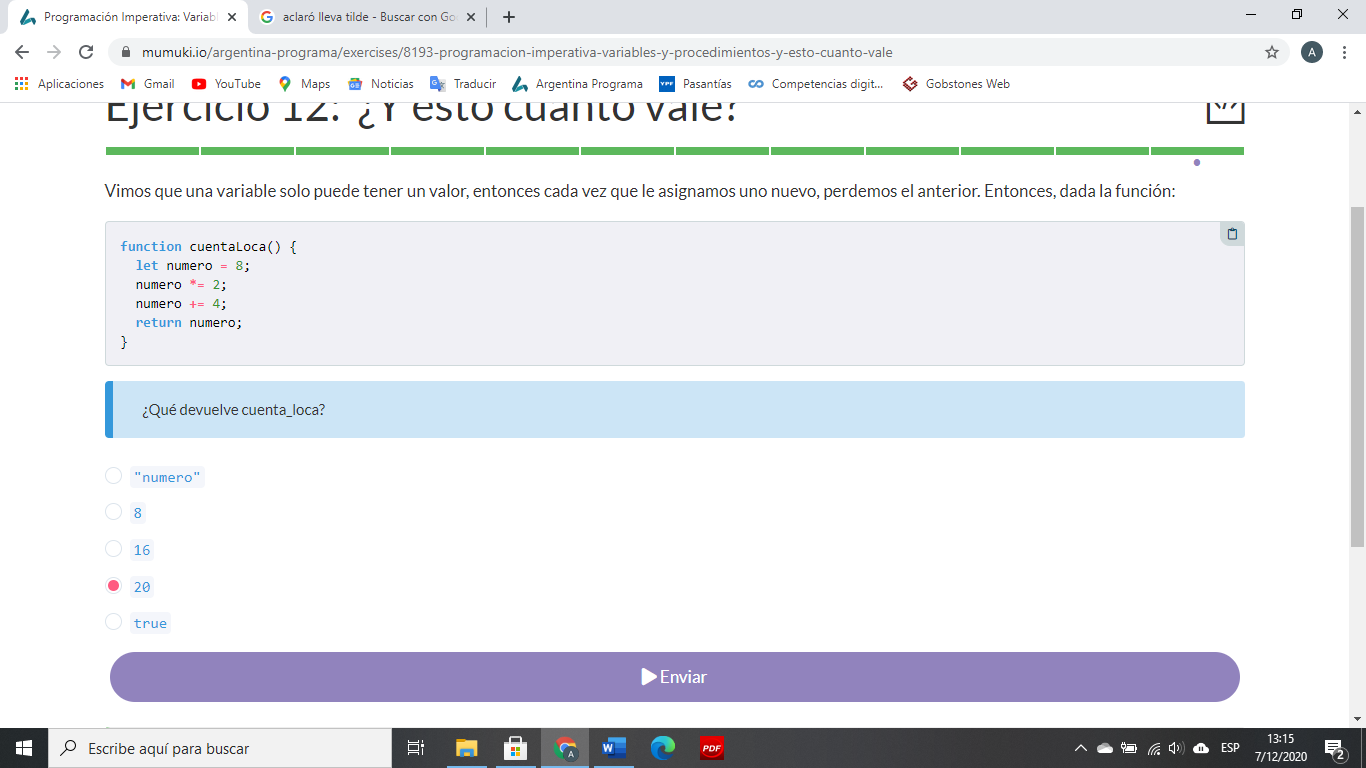 Programación Imperativa: Variab
aclaró lleva tilde - Buscar con Go
mumuki.io/argentina-programa/exercises/8193-programacion-imperativa-variables-y-procedimientos-y-esto-cuanto-vale
A
Aplicaciones
Gmail
YouTube
Maps
Noticias
Traducir
Argentina Programa
YPF
Pasantías
Competencias digit...
Gobstones Web
Ejercicio 12: ¿Y esto cuánto vale?
Vimos que una variable solo puede tener un valor, entonces cada vez que le asignamos uno nuevo, perdemos el anterior. Entonces, dada la función:
function cuentaLoca() {
let numero = 8;
numero *= 2;
numero += 4;
return numero;
}
¿Qué devuelve cuenta_loca?
"numero"
8
16
20
true
Enviar
Escribe aquí para buscar
A
W
PDF
ESP
13:15
7/12/2020
2